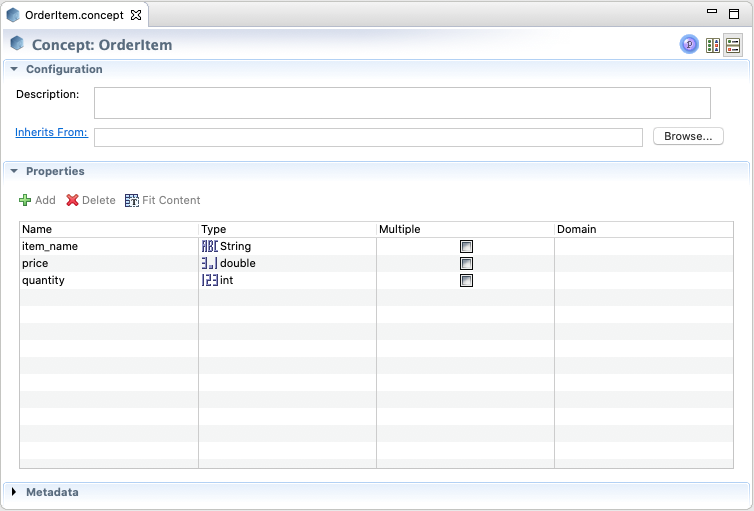 OrderItem.concept
Concept: OrderItem
Configuration
Description:
Inherits From:
Browse...
Properties
Add Delete Fit Content
Name Type Multiple Domain
item_name String
price double
quantity int
Metadata